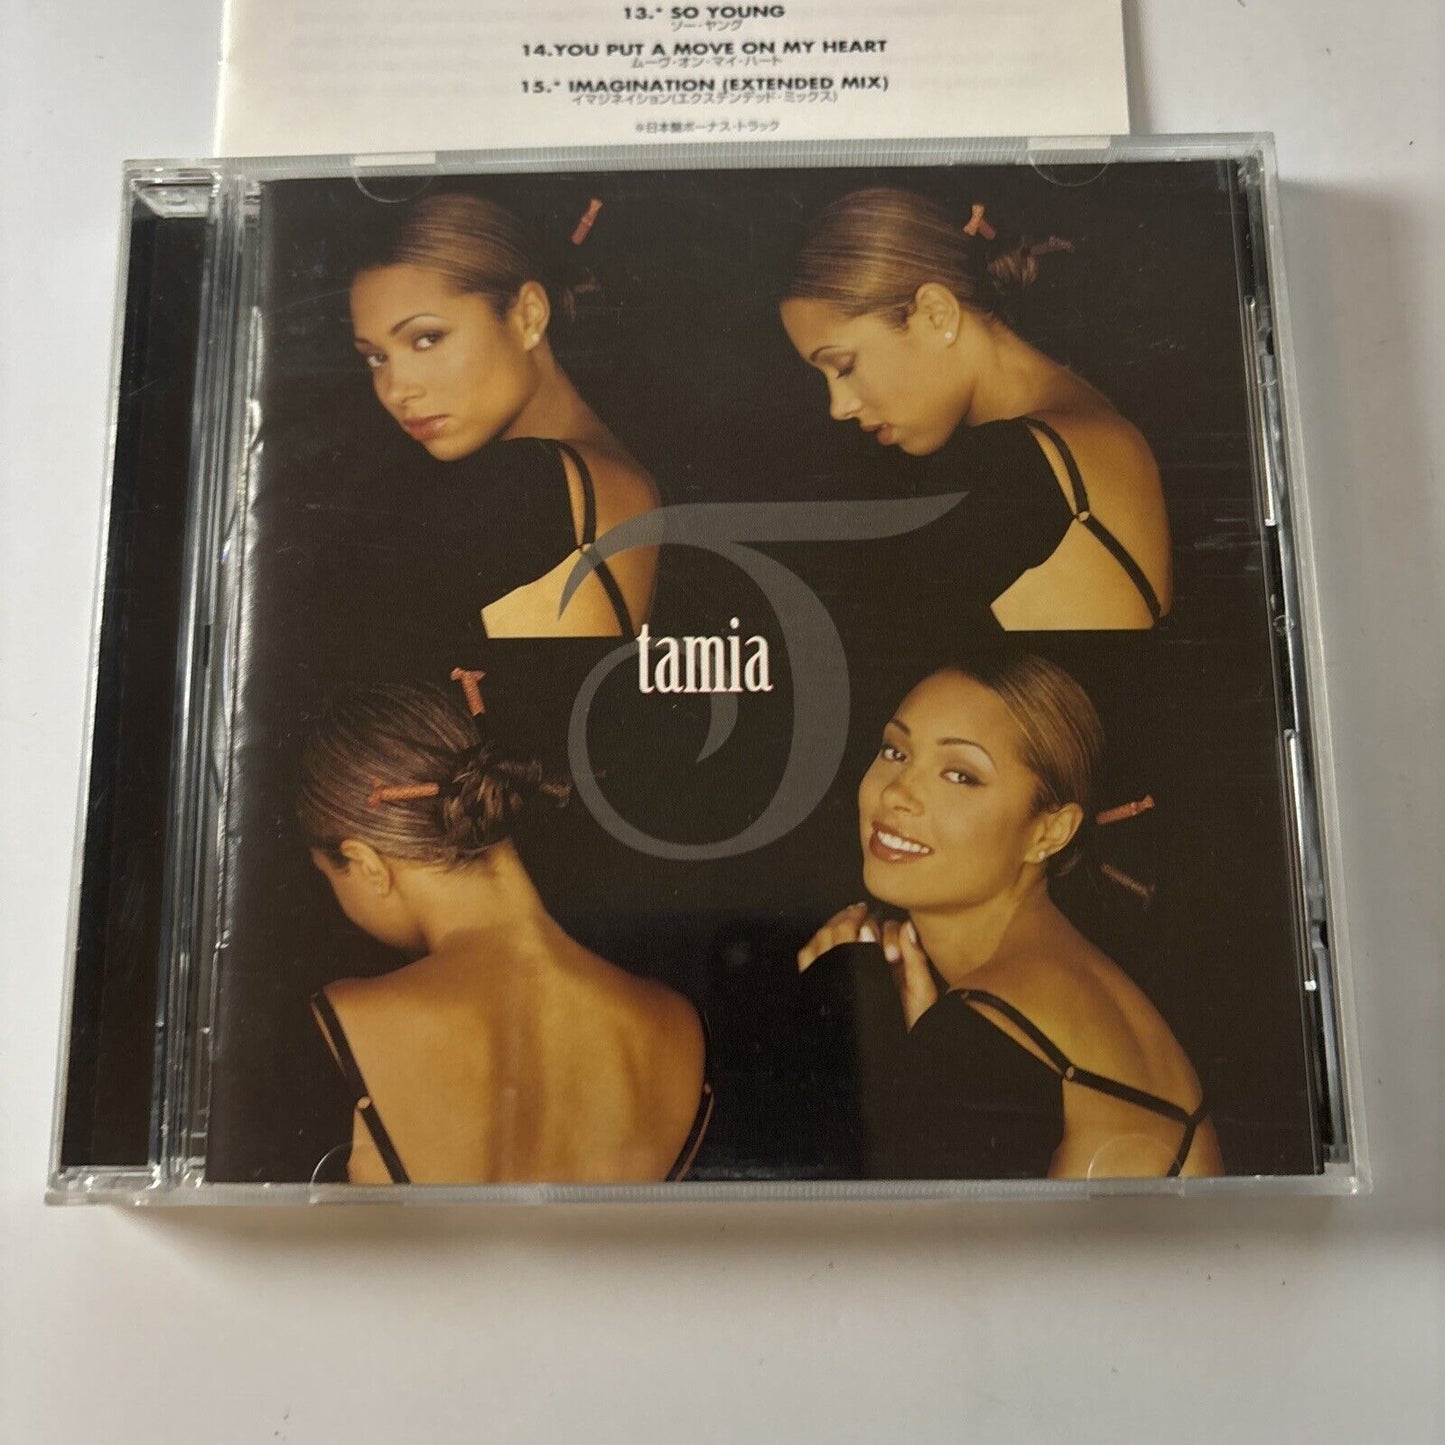 13.* SO YOUNG
ソー・ヤング
14.YOU PUT A MOVE ON MY HEART
ムーヴ・オン・マイ・ハート
15.* IMAGINATION (EXTENDED MIX)
イマジネイション(エクステンデッド・ミックス)
※日本盤ボーナス・トラック
T
tamia